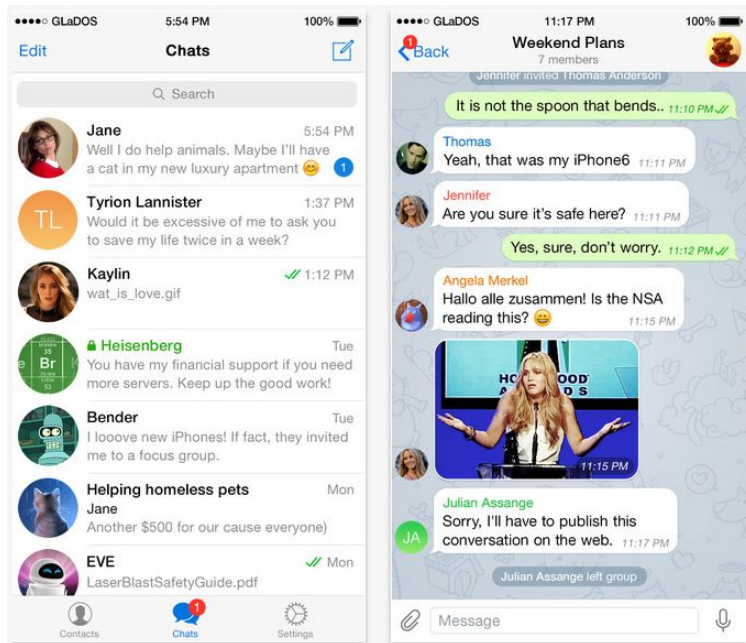 GLaDOS 5:54 PM 100%
Edit Chats
Search
Jane 5:54 PM
Well I do help animals. Maybe I'll have
a cat in my new luxury apartment 😊 1
TL
Tyrion Lannister 1:37 PM
Would it be excessive of me to ask you
to save my life twice in a week?
Kaylin 1:12 PM
wat_is_love.gif
35
Br
53
Heisenberg Tue
You have my financial support if you need
more servers. Keep up the good work!
Bender Tue
I looove new iPhones! If fact, they invited
me to a focus group.
Helping homeless pets Mon
Jane
Another $500 for our cause everyone)
EVE Mon
LaserBlastSafetyGuide.pdf
1
Contacts Chats Settings
GLaDOS 11:17 PM 100%
1
Back Weekend Plans
7 members
Jennifer invited Thomas Anderson
It is not the spoon that bends.. 11:10 PM
Thomas
Yeah, that was my iPhone6 11:11 PM
Jennifer
Are you sure it's safe here? 11:11 PM
Yes, sure, don't worry. 11:12 PM
Angela Merkel
Hallo alle zusammen! Is the NSA
reading this? 😀 11:15 PM
11:15 PM
Julian Assange
Sorry, I'll have to publish this
JA
conversation on the web. 11:17 PM
Julian Assange left group
Message